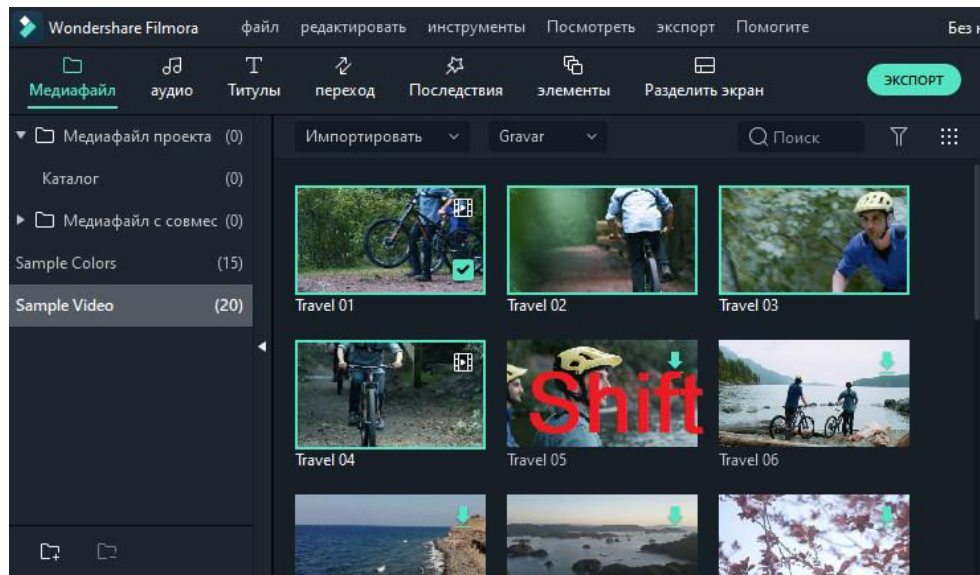 Wondershare Filmora файл редактировать инструменты Посмотреть экспорт Помогите Без
Медиафайл аудио Титулы переход Последствия элементы Разделить экран экспорт
Медиафайл проекта (0)
Импортировать Gravar Поиск
Каталог (0)
Медиафайл с совмес (0)
Sample Colors (15)
Sample Video (20)
Travel 01 Travel 02 Travel 03
Shift
Travel 04 Travel 05 Travel 06